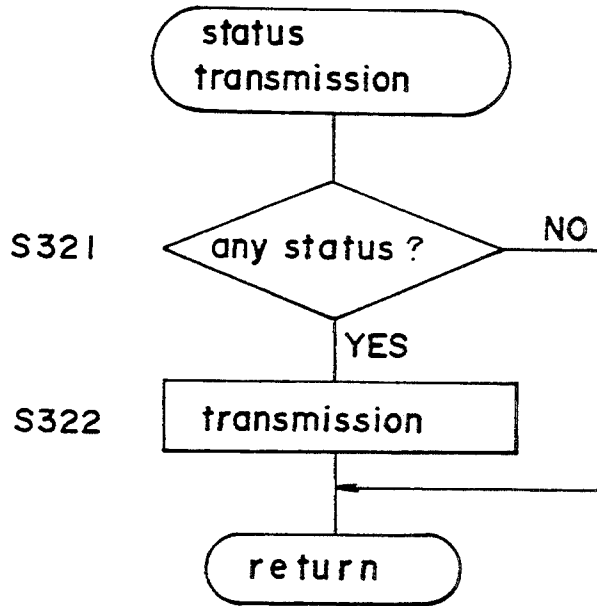 status
transmission
S321
any status ?
NO
YES
S322
transmission
return